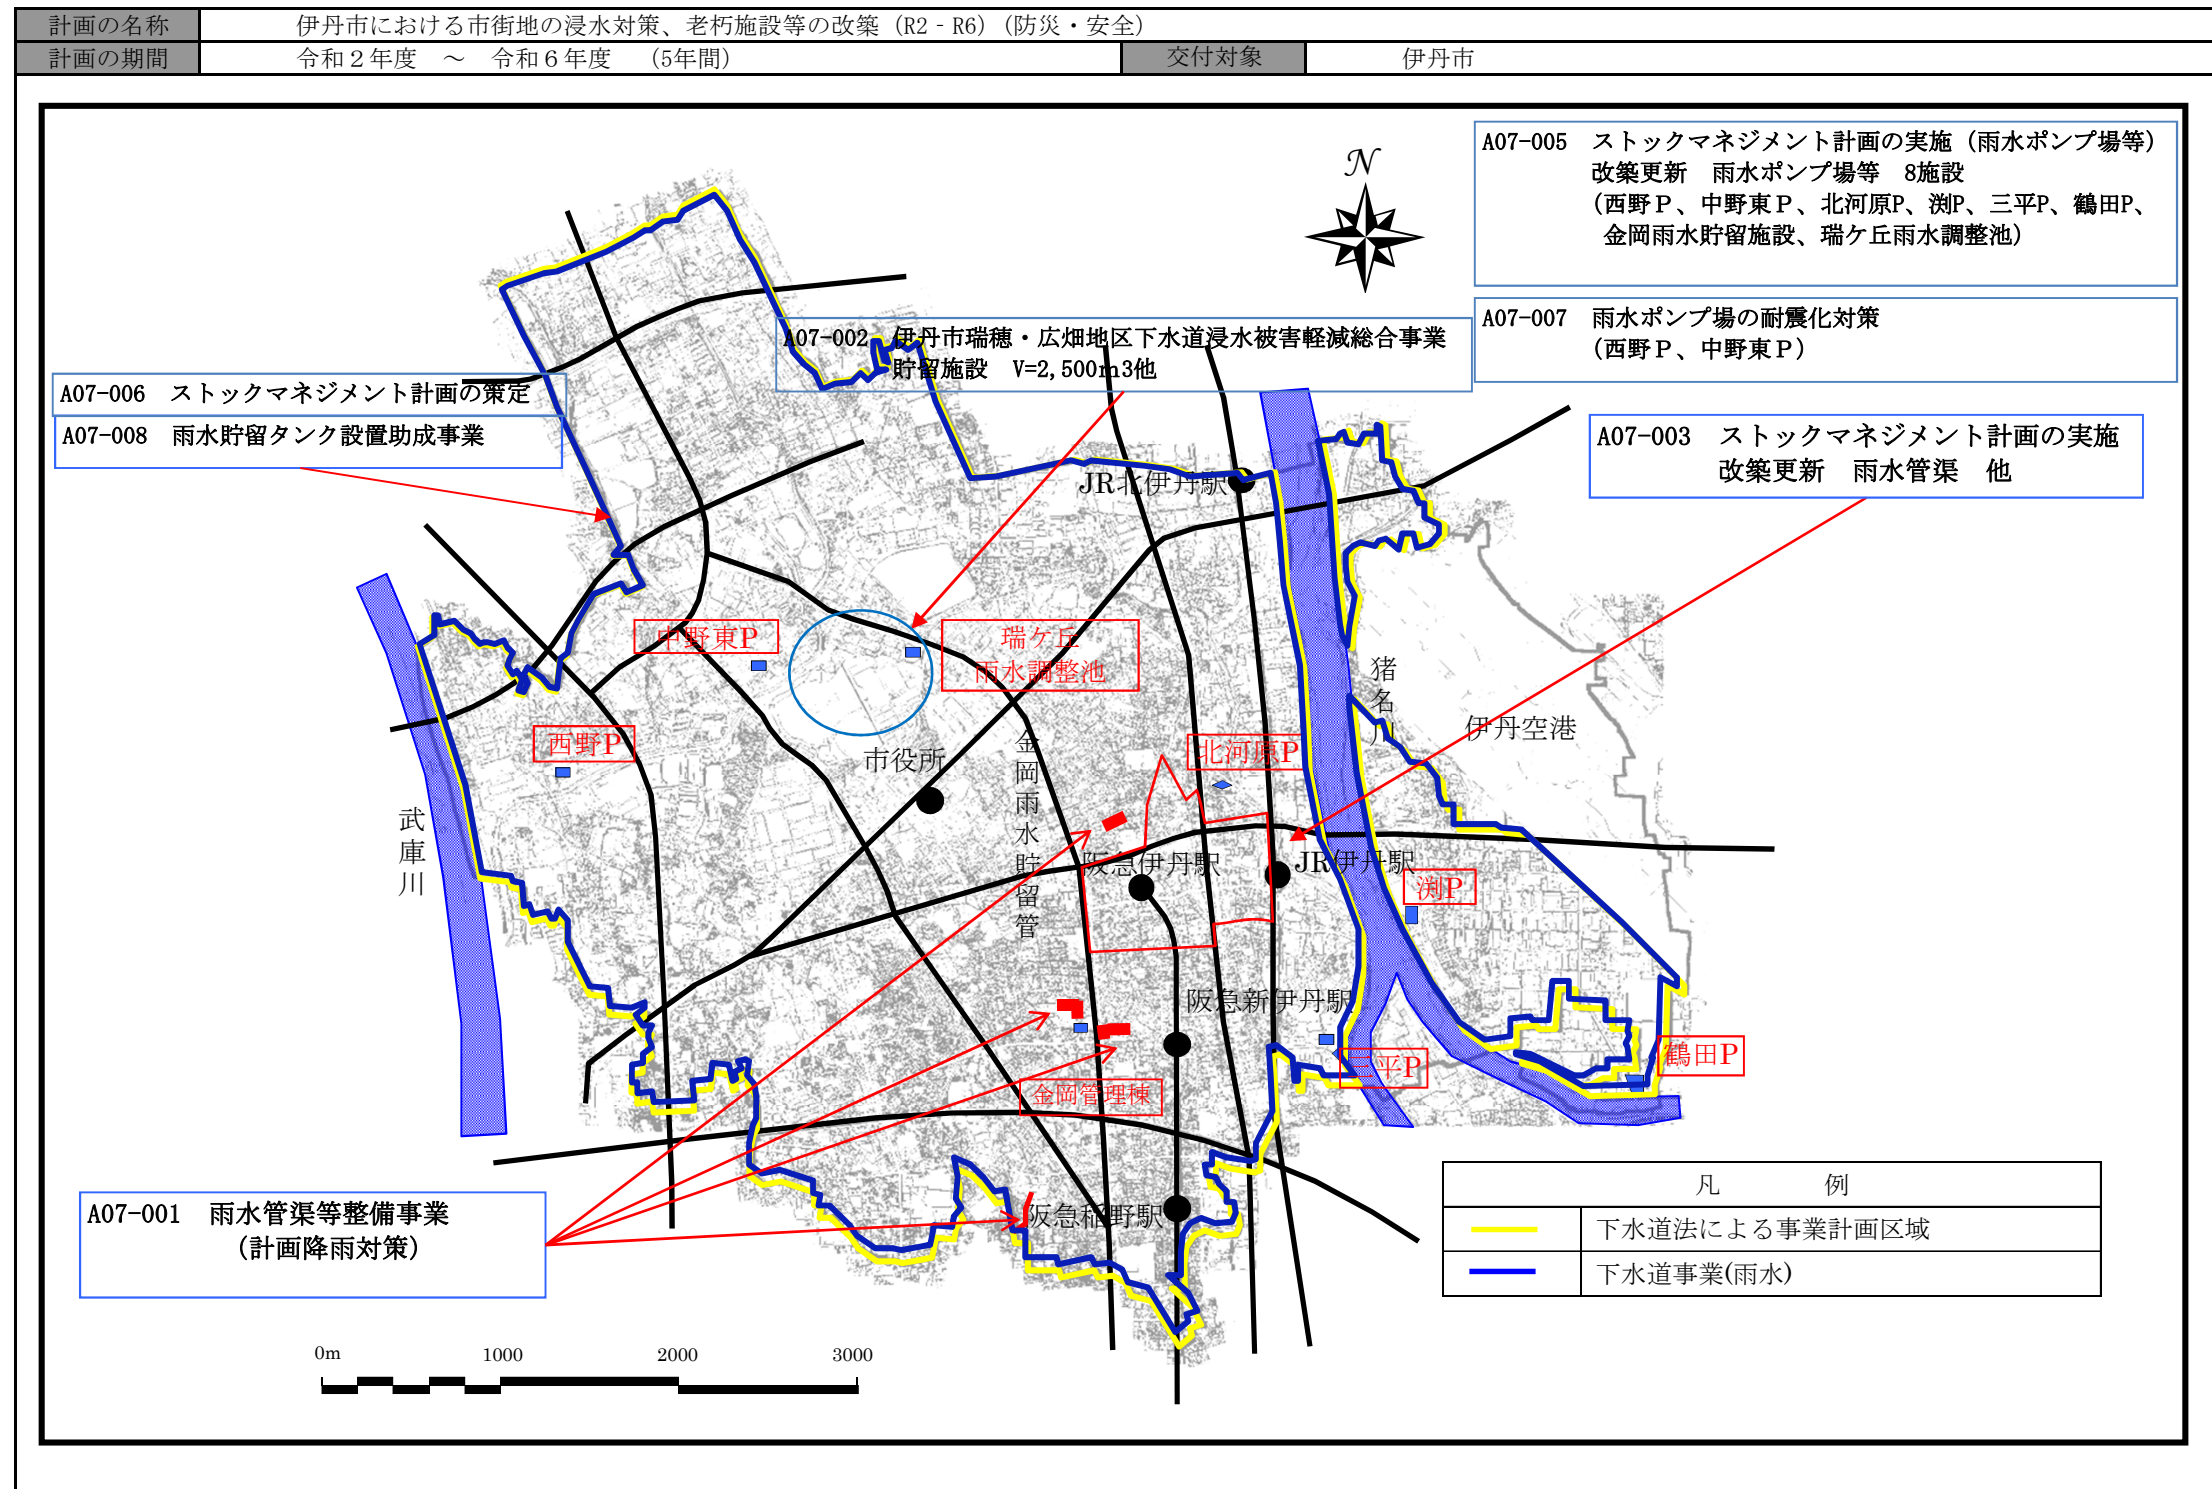 計画の名称 伊丹市における市街地の浸水対策、老朽施設等の改築（R2‐R6）（防災・安全）
計画の期間 令和２年度 ～ 令和６年度 （5年間） 交付対象 伊丹市
N
A07-005 ストックマネジメント計画の実施（雨水ポンプ場等）
改築更新 雨水ポンプ場等 8施設
（西野Ｐ、中野東Ｐ、北河原P、渕P、三平P、鶴田P、
金岡雨水貯留施設、瑞ケ丘雨水調整池）
A07-007 雨水ポンプ場の耐震化対策
（西野Ｐ、中野東Ｐ）
A07-002 伊丹市瑞穂・広畑地区下水道浸水被害軽減総合事業
貯留施設 V=2,500m3他
A07-006 ストックマネジメント計画の策定
A07-008 雨水貯留タンク設置助成事業
A07-003 ストックマネジメント計画の実施
改築更新 雨水管渠 他
JR北伊丹駅
中野東P
瑞ケ丘
雨水調整池
猪名川
伊丹空港
西野P
市役所
金岡雨水貯留管
北河原P
武庫川
阪急伊丹駅
JR伊丹駅
渕P
阪急新伊丹駅
三平P
鶴田P
金岡管理棟
阪急稲野駅
A07-001 雨水管渠等整備事業
（計画降雨対策）
凡 例
下水道法による事業計画区域
下水道事業(雨水)
0m 1000 2000 3000